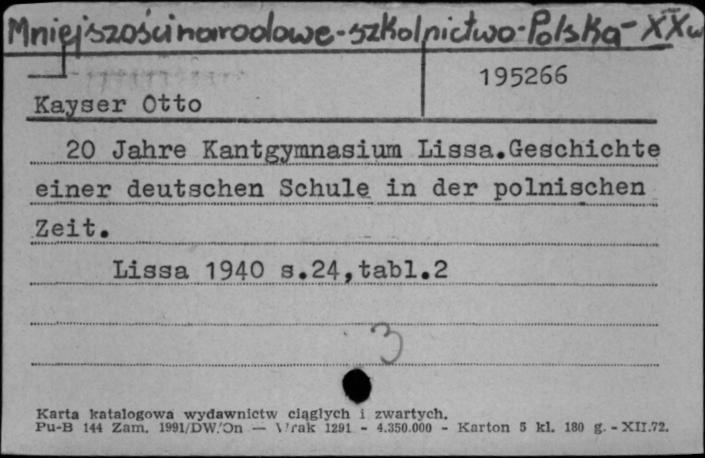 Mniejszości narodowe-szkolnictwo-Polska-XXw
195266
Kayser Otto
20 Jahre Kantgymnasium Lissa.Geschichte
einer deutschen Schule in der polnischen
Zeit.
Lissa 1940 s.24,tabl.2
3
Karta katalogowa wydawnictw ciągłych i zwartych.
Pu-B 144 Zam. 1991/DW/On — 1291 - 4.350.000 - Karton 5 kl. 180 g. - XII.72.